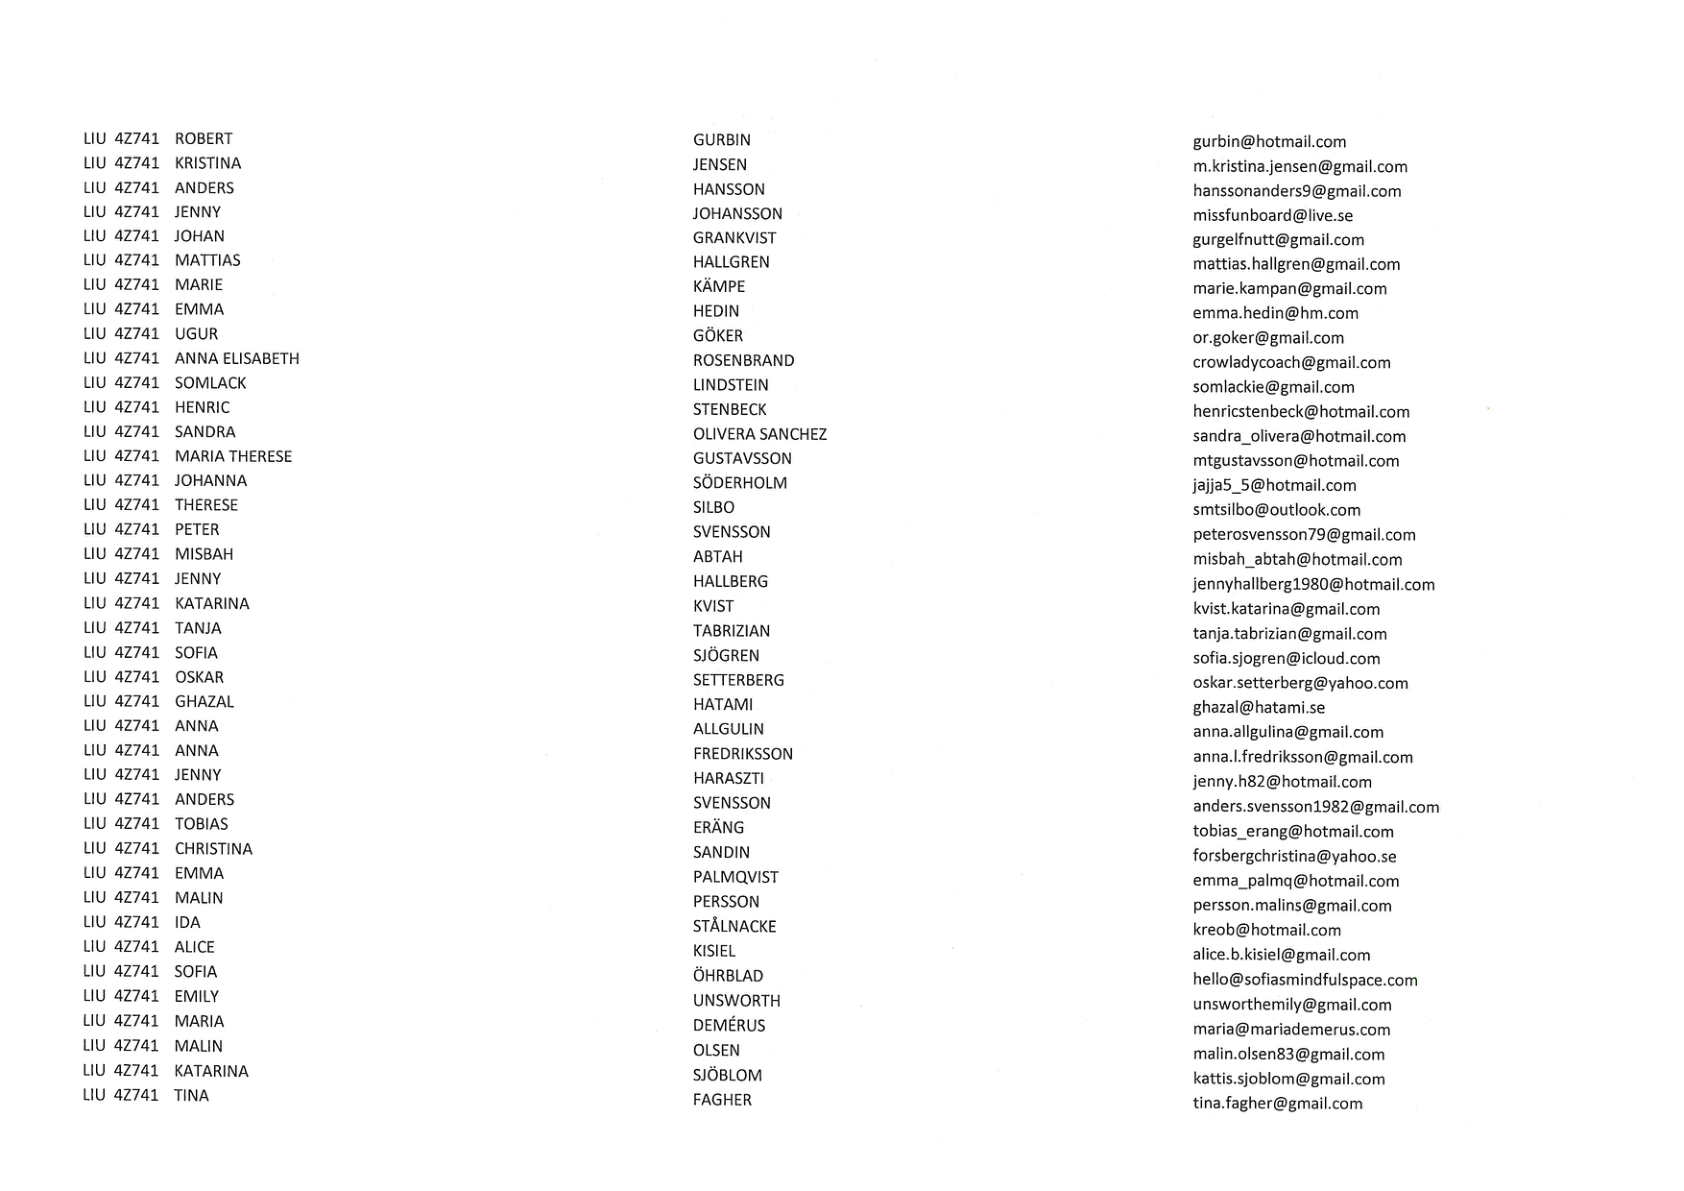 LIU 4Z741 ROBERT GURBIN gurbin@hotmail.com
LIU 4Z741 KRISTINA JENSEN m.kristina.jensen@gmail.com
LIU 4Z741 ANDERS HANSSON hanssonanders9@gmail.com
LIU 4Z741 JENNY JOHANSSON missfunboard@live.se
LIU 4Z741 JOHAN GRANKVIST gurgelfnutt@gmail.com
LIU 4Z741 MATTIAS HALLGREN mattias.hallgren@gmail.com
LIU 4Z741 MARIE KÄMPE marie.kampan@gmail.com
LIU 4Z741 EMMA HEDIN emma.hedin@hm.com
LIU 4Z741 UGUR GÖKER or.goker@gmail.com
LIU 4Z741 ANNA ELISABETH ROSENBRAND crowladycoach@gmail.com
LIU 4Z741 SOMLACK LINDSTEIN somlackie@gmail.com
LIU 4Z741 HENRIC STENBECK henricstenbeck@hotmail.com
LIU 4Z741 SANDRA OLIVERA SANCHEZ sandra_olivera@hotmail.com
LIU 4Z741 MARIA THERESE GUSTAVSSON mtgustavsson@hotmail.com
LIU 4Z741 JOHANNA SÖDERHOLM jajja5_5@hotmail.com
LIU 4Z741 THERESE SILBO smtsilbo@outlook.com
LIU 4Z741 PETER SVENSSON peterosvensson79@gmail.com
LIU 4Z741 MISBAH ABTAH misbah_abtah@hotmail.com
LIU 4Z741 JENNY HALLBERG jennyhallberg1980@hotmail.com
LIU 4Z741 KATARINA KVIST kvist.katarina@gmail.com
LIU 4Z741 TANJA TABRIZIAN tanja.tabrizian@gmail.com
LIU 4Z741 SOFIA SJÖGREN sofia.sjogren@icloud.com
LIU 4Z741 OSKAR SETTERBERG oskar.setterberg@yahoo.com
LIU 4Z741 GHAZAL HATAMI ghazal@hatami.se
LIU 4Z741 ANNA ALLGULIN anna.allgulina@gmail.com
LIU 4Z741 ANNA FREDRIKSSON anna.l.fredriksson@gmail.com
LIU 4Z741 JENNY HARASZTI jenny.h82@hotmail.com
LIU 4Z741 ANDERS SVENSSON anders.svensson1982@gmail.com
LIU 4Z741 TOBIAS ERÄNG tobias_erang@hotmail.com
LIU 4Z741 CHRISTINA SANDIN forsbergchristina@yahoo.se
LIU 4Z741 EMMA PALMQVIST emma_palmq@hotmail.com
LIU 4Z741 MALIN PERSSON persson.malins@gmail.com
LIU 4Z741 IDA STÅLNACKE kreob@hotmail.com
LIU 4Z741 ALICE KISIEL alice.b.kisiel@gmail.com
LIU 4Z741 SOFIA ÖHRBLAD hello@sofiasmindfulspace.com
LIU 4Z741 EMILY UNSWORTH unsworthemily@gmail.com
LIU 4Z741 MARIA DEMÉRUS maria@mariademerus.com
LIU 4Z741 MALIN OLSEN malin.olsen83@gmail.com
LIU 4Z741 KATARINA SJÖBLOM kattis.sjoblom@gmail.com
LIU 4Z741 TINA FAGHER tina.fagher@gmail.com